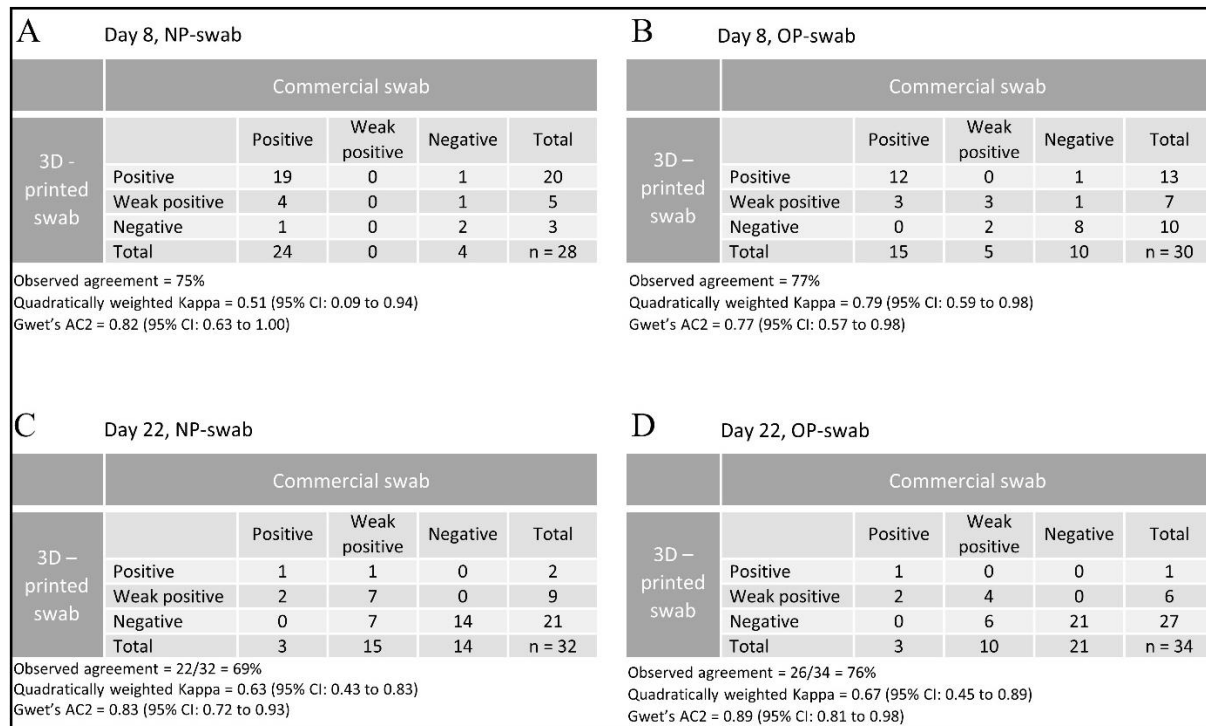 A Day 8, NP-swab
Commercial swab
3D - printed swab
Positive Weak positive Negative Total
Positive 19 0 1 20
Weak positive 4 0 1 5
Negative 1 0 2 3
Total 24 0 4 n = 28
Observed agreement = 75%
Quadratically weighted Kappa = 0.51 (95% CI: 0.09 to 0.94)
Gwet's AC2 = 0.82 (95% CI: 0.63 to 1.00)
B Day 8, OP-swab
Commercial swab
3D – printed swab
Positive Weak positive Negative Total
Positive 12 0 1 13
Weak positive 3 3 1 7
Negative 0 2 8 10
Total 15 5 10 n = 30
Observed agreement = 77%
Quadratically weighted Kappa = 0.79 (95% CI: 0.59 to 0.98)
Gwet's AC2 = 0.77 (95% CI: 0.57 to 0.98)
C Day 22, NP-swab
Commercial swab
3D – printed swab
Positive Weak positive Negative Total
Positive 1 1 0 2
Weak positive 2 7 0 9
Negative 0 7 14 21
Total 3 15 14 n = 32
Observed agreement = 22/32 = 69%
Quadratically weighted Kappa = 0.63 (95% CI: 0.43 to 0.83)
Gwet's AC2 = 0.83 (95% CI: 0.72 to 0.93)
D Day 22, OP-swab
Commercial swab
3D – printed swab
Positive Weak positive Negative Total
Positive 1 0 0 1
Weak positive 2 4 0 6
Negative 0 6 21 27
Total 3 10 21 n = 34
Observed agreement = 26/34 = 76%
Quadratically weighted Kappa = 0.67 (95% CI: 0.45 to 0.89)
Gwet's AC2 = 0.89 (95% CI: 0.81 to 0.98)